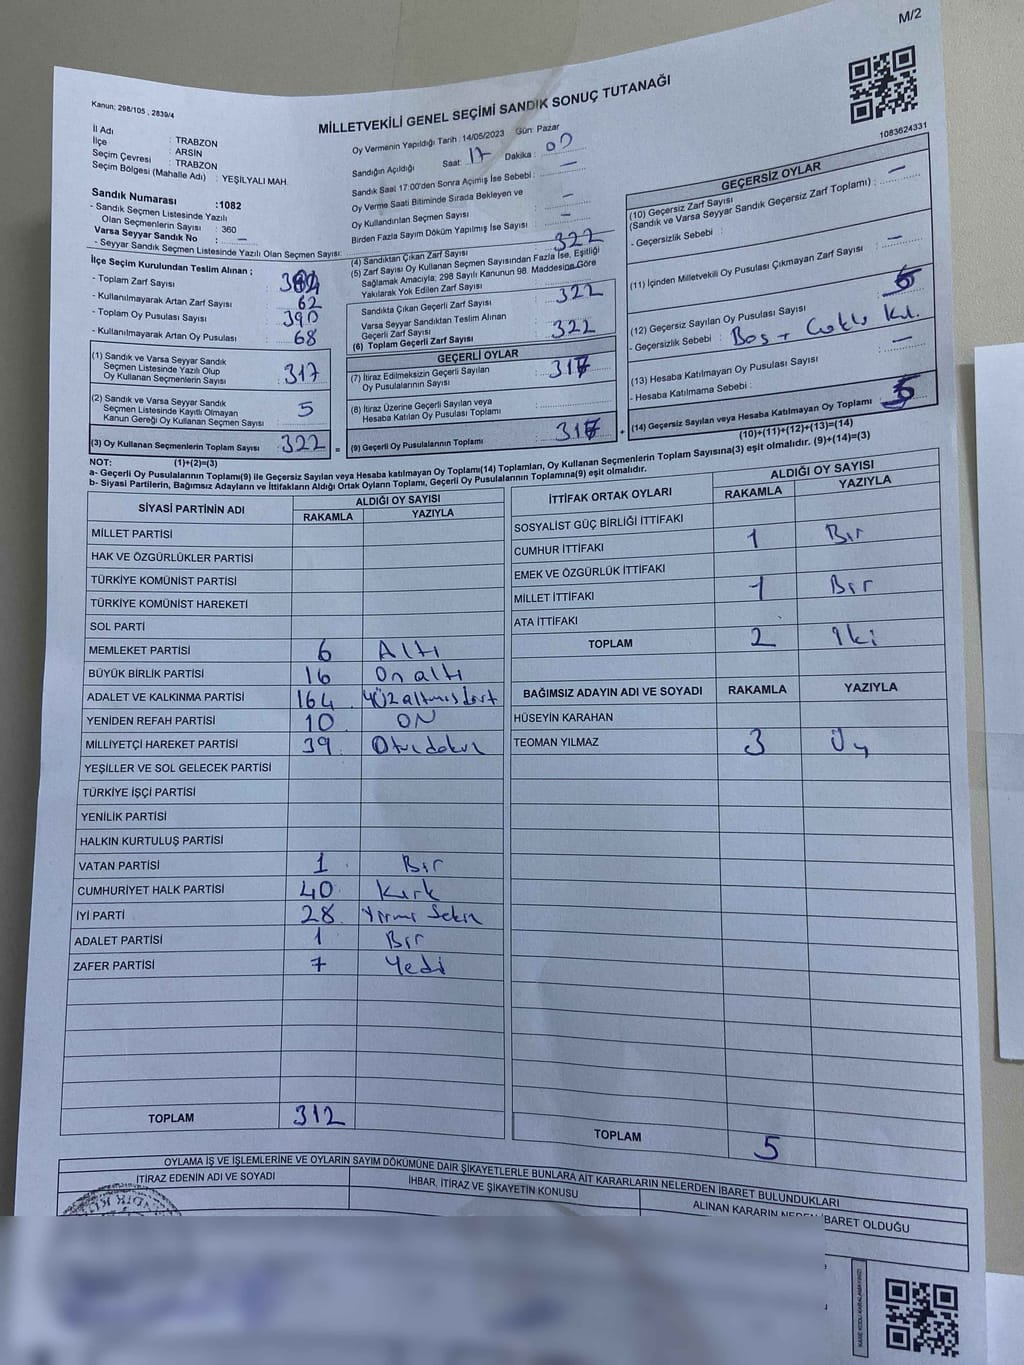 M/2
Kanun; 298/105 , 2839/4
MİLLETVEKİLİ GENEL SEÇİMİ SANDIK SONUÇ TUTANAĞI
1083624331
İl Adı : TRABZON
İlçe : ARSİN
Seçim Çevresi : TRABZON
Seçim Bölgesi (Mahalle Adı) : YEŞİLYALI MAH.
Sandık Numarası :1082
- Sandık Seçmen Listesinde Yazılı
Olan Seçmenlerin Sayısı : 360
Varsa Seyyar Sandık No : -
- Seyyar Sandık Seçmen Listesinde Yazılı Olan Seçmen Sayısı:
İlçe Seçim Kurulundan Teslim Alınan ;
- Toplam Zarf Sayısı :
- Kullanılmayarak Artan Zarf Sayısı : 62
- Toplam Oy Pusulası Sayısı : 390
- Kullanılmayarak Artan Oy Pusulası : 68
(1) Sandık ve Varsa Seyyar Sandık
Seçmen Listesinde Yazılı Olup
Oy Kullanan Seçmenlerin Sayısı : 317
(2) Sandık ve Varsa Seyyar Sandık
Seçmen Listesinde Kayıtlı Olmayan
Kanun Gereği Oy Kullanan Seçmen Sayısı : 5
(3) Oy Kullanan Seçmenlerin Toplam Sayısı : 322 =
Oy Vermenin Yapıldığı Tarih : 14/05/2023 Gün: Pazar
Sandığın Açıldığı Saat: 17 Dakika : 00
Sandık Saat 17:00'den Sonra Açılmış İse Sebebi : -
Oy Verme Saati Bitiminde Sırada Bekleyen ve
Oy Kullandırılan Seçmen Sayısı : -
Birden Fazla Sayım Döküm Yapılmış İse Sayısı : -
(4) Sandıktan Çıkan Zarf Sayısı : 322
(5) Zarf Sayısı Oy Kullanan Seçmen Sayısından Fazla İse, Eşitliği
Sağlamak Amacıyla; 298 Sayılı Kanunun 98. Maddesine Göre
Yakılarak Yok Edilen Zarf Sayısı :
Sandıkta Çıkan Geçerli Zarf Sayısı : 322
Varsa Seyyar Sandıktan Teslim Alınan
Geçerli Zarf Sayısı :
(6) Toplam Geçerli Zarf Sayısı : 322
GEÇERLİ OYLAR
(7) İtiraz Edilmeksizin Geçerli Sayılan
Oy Pusulalarının Sayısı : 317
(8) İtiraz Üzerine Geçerli Sayılan veya
Hesaba Katılan Oy Pusulası Toplamı :
(9) Geçerli Oy Pusulalarının Toplamı : 317 +
GEÇERSİZ OYLAR
(10) Geçersiz Zarf Sayısı
(Sandık ve Varsa Seyyar Sandık Geçersiz Zarf Toplamı) : -
- Geçersizlik Sebebi :
(11) İçinden Milletvekili Oy Pusulası Çıkmayan Zarf Sayısı -
(12) Geçersiz Sayılan Oy Pusulası Sayısı :
- Geçersizlik Sebebi : Boş +
(13) Hesaba Katılmayan Oy Pusulası Sayısı : -
- Hesaba Katılmama Sebebi :
(14) Geçersiz Sayılan veya Hesaba Katılmayan Oy Toplamı : 5
(10)+(11)+(12)+(13)=(14)
NOT: (1)+(2)=(3)
a- Geçerli Oy Pusulalarının Toplamı(9) ile Geçersiz Sayılan veya Hesaba katılmayan Oy Toplamı(14) Toplamları, Oy Kullanan Seçmenlerin Toplam Sayısına(3) eşit olmalıdır. (9)+(14)=(3)
b- Siyasi Partilerin, Bağımsız Adayların ve İttifakların Aldığı Ortak Oyların Toplamı, Geçerli Oy Pusulalarının Toplamına(9) eşit olmalıdır.
SİYASİ PARTİNİN ADI ALDIĞI OY SAYISI
RAKAMLA YAZIYLA
MİLLET PARTİSİ
HAK VE ÖZGÜRLÜKLER PARTİSİ
TÜRKİYE KOMÜNİST PARTİSİ
TÜRKİYE KOMÜNİST HAREKETİ
SOL PARTİ
MEMLEKET PARTİSİ 6 Altı
BÜYÜK BİRLİK PARTİSİ 16 On altı
ADALET VE KALKINMA PARTİSİ 164 Yüzaltmışdört
YENİDEN REFAH PARTİSİ 10 ON
MİLLİYETÇİ HAREKET PARTİSİ 39 Otuzdokuz
YEŞİLLER VE SOL GELECEK PARTİSİ
TÜRKİYE İŞÇİ PARTİSİ
YENİLİK PARTİSİ
HALKIN KURTULUŞ PARTİSİ
VATAN PARTİSİ 1 Bir
CUMHURİYET HALK PARTİSİ 40 Kırk
İYİ PARTİ 28 Yirmi Sekiz
ADALET PARTİSİ 1 Bir
ZAFER PARTİSİ 7 Yedi
TOPLAM 312
İTTİFAK ORTAK OYLARI ALDIĞI OY SAYISI
RAKAMLA YAZIYLA
SOSYALİST GÜÇ BİRLİĞİ İTTİFAKI
CUMHUR İTTİFAKI 1 Bir
EMEK VE ÖZGÜRLÜK İTTİFAKI
MİLLET İTTİFAKI 1 Bir
ATA İTTİFAKI
TOPLAM 2 İki
BAĞIMSIZ ADAYIN ADI VE SOYADI RAKAMLA YAZIYLA
HÜSEYİN KARAHAN
TEOMAN YILMAZ 3 Üç
TOPLAM 5
OYLAMA İŞ VE İŞLEMLERİNE VE OYLARIN SAYIM DÖKÜMÜNE DAİR ŞİKAYETLERLE BUNLARA AİT KARARLARIN NELERDEN İBARET BULUNDUKLARI
İTİRAZ EDENİN ADI VE SOYADI İHBAR, İTİRAZ VE ŞİKAYETİN KONUSU ALINAN KARARIN NEDEN İBARET OLDUĞU